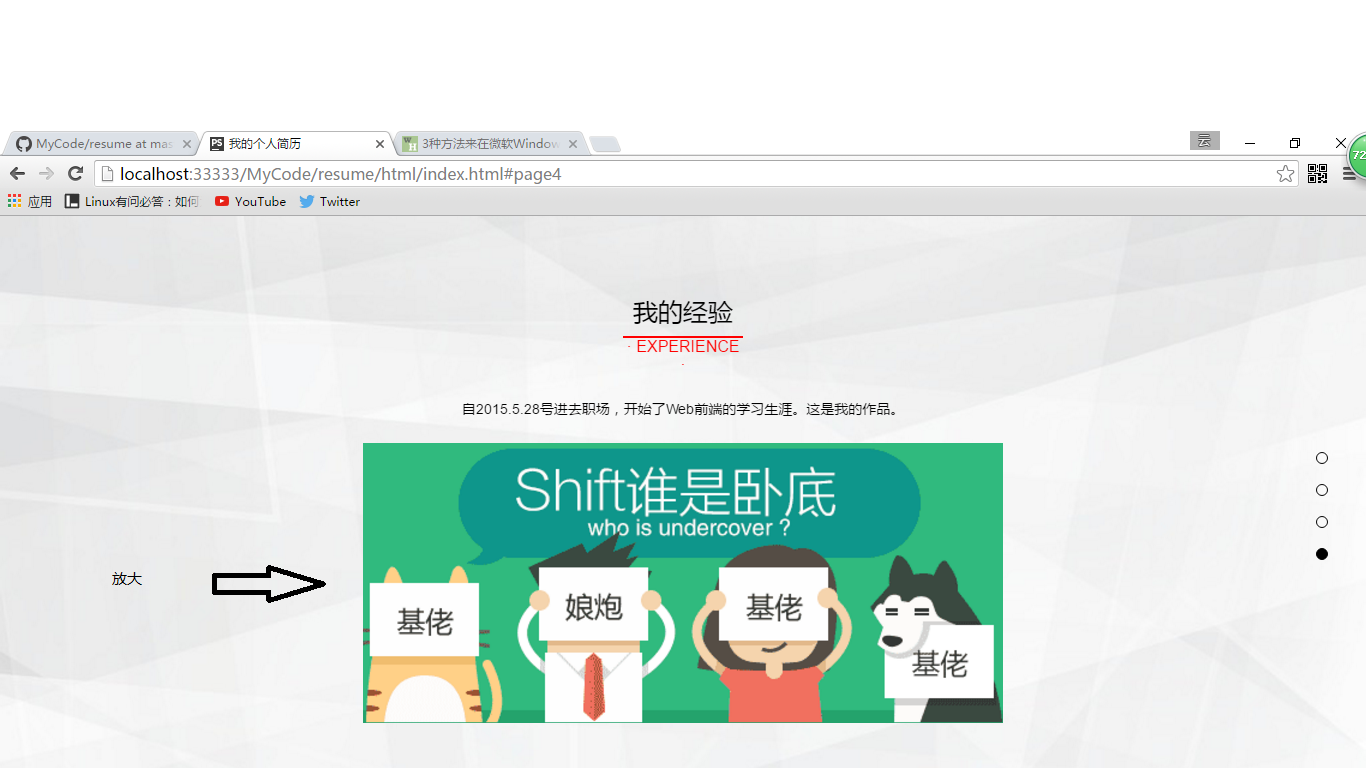 MyCode/resume at mas
我的个人简历
3种方法来在微软Window
云
localhost:33333/MyCode/resume/html/index.html#page4
72
应用
Linux有问必答：如何
YouTube
Twitter
我的经验
· EXPERIENCE
·
自2015.5.28号进去职场，开始了Web前端的学习生涯。这是我的作品。
Shift谁是卧底
who is undercover ?
放大
基佬
娘炮
基佬
基佬